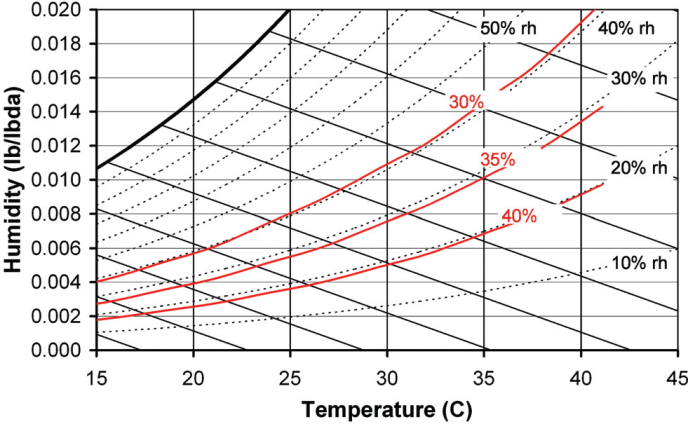 0.020
50% rh
40% rh
0.018
30% rh
0.016
30%
0.014
0.012
35%
20% rh
0.010
0.008
40%
0.006
10% rh
0.004
0.002
0.000
15 20 25 30 35 40 45
Humidity (lb/lbda)
Temperature (C)